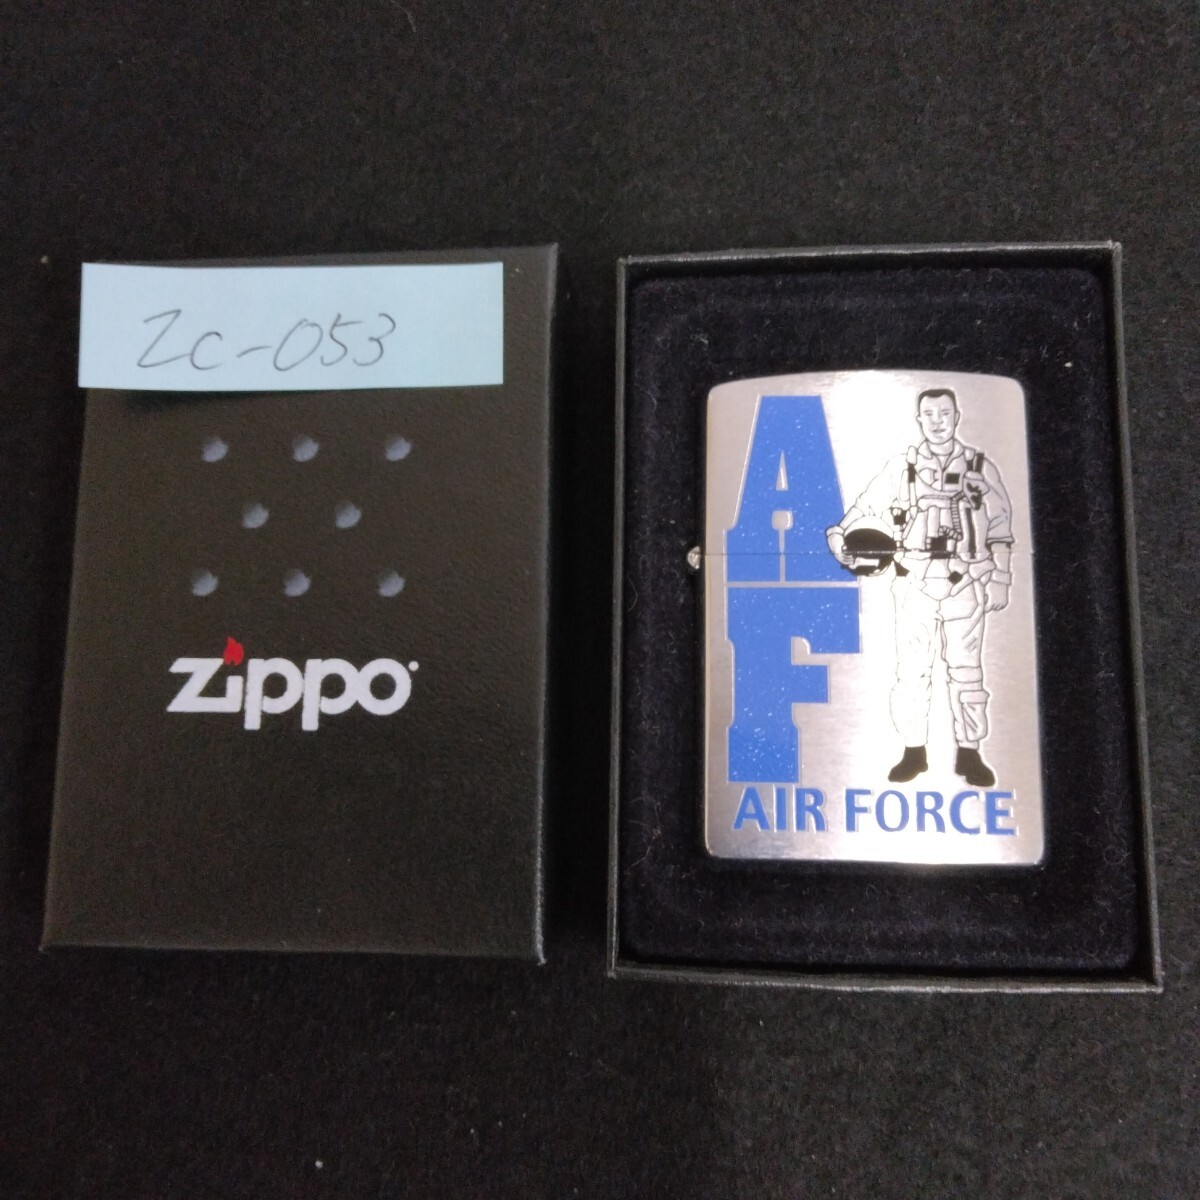 Zc-053
zippo
AF
AIR FORCE